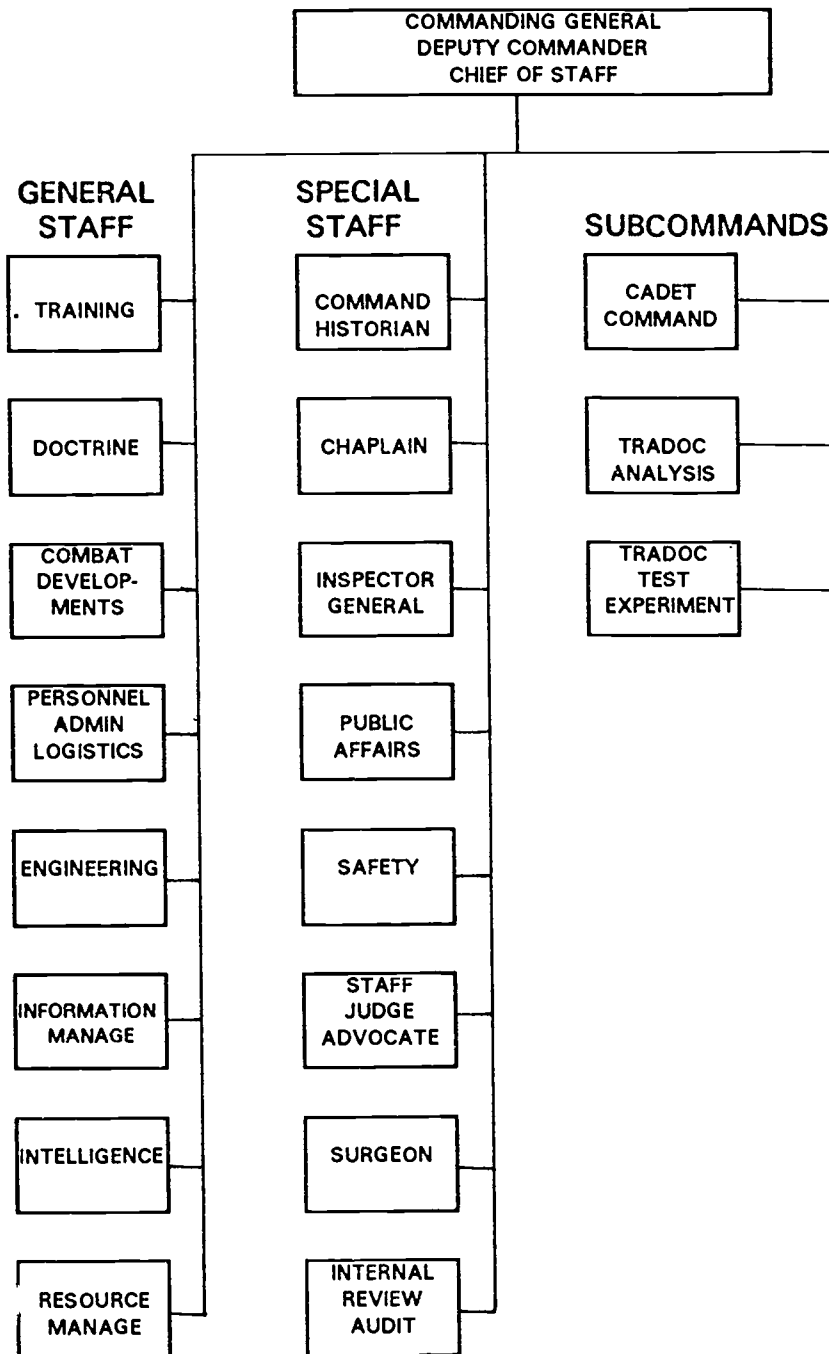 COMMANDING GENERAL
DEPUTY COMMANDER
CHIEF OF STAFF
GENERAL
STAFF
TRAINING
DOCTRINE
COMBAT
DEVELOP-
MENTS
PERSONNEL
ADMIN
LOGISTICS
ENGINEERING
INFORMATION
MANAGE
INTELLIGENCE
RESOURCE
MANAGE
SPECIAL
STAFF
COMMAND
HISTORIAN
CHAPLAIN
INSPECTOR
GENERAL
PUBLIC
AFFAIRS
SAFETY
STAFF
JUDGE
ADVOCATE
SURGEON
INTERNAL
REVIEW
AUDIT
SUBCOMMANDS
CADET
COMMAND
TRADOC
ANALYSIS
TRADOC
TEST
EXPERIMENT